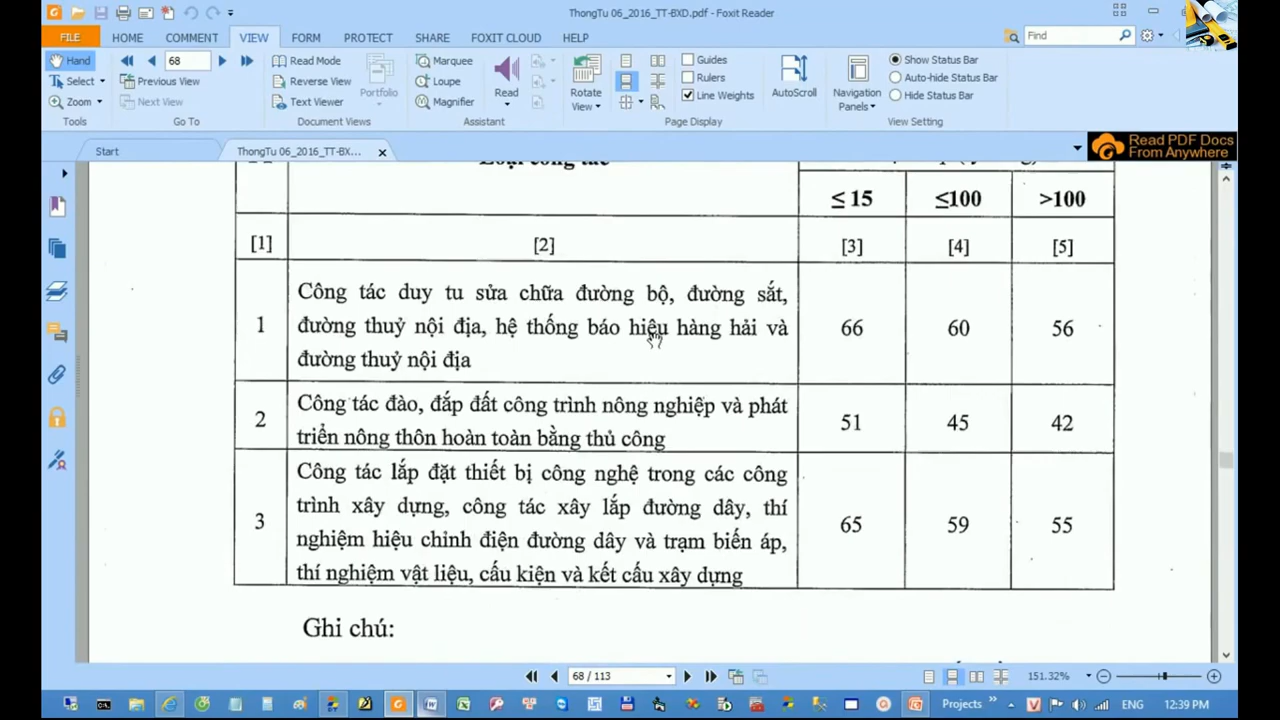 ThongTu 06_2016_TT-BXD.pdf - Foxit Reader
FILE HOME COMMENT VIEW FORM PROTECT SHARE FOXIT CLOUD HELP Find
Hand 68 Read Mode Marquee Guides Show Status Bar
Select Previous View Reverse View Loupe Rulers Auto-hide Status Bar
Zoom Next View Text Viewer Portfolio Magnifier Read Rotate View Line Weights AutoScroll Navigation Panels Hide Status Bar
Tools Go To Document Views Assistant Page Display View Setting
Start ThongTu 06_2016_TT-BX... Read PDF Docs
From Anywhere
Loại công tác
≤ 15 ≤100 >100
[1] [2] [3] [4] [5]
Công tác duy tu sửa chữa đường bộ, đường sắt,
1 đường thuỷ nội địa, hệ thống báo hiệu hàng hải và 66 60 56
đường thuỷ nội địa
Công tác đào, đắp đất công trình nông nghiệp và phát
2 triển nông thôn hoàn toàn bằng thủ công 51 45 42
Công tác lắp đặt thiết bị công nghệ trong các công
trình xây dựng, công tác xây lắp đường dây, thí
3 nghiệm hiệu chỉnh điện đường dây và trạm biến áp, 65 59 55
thí nghiệm vật liệu, cấu kiện và kết cấu xây dựng
Ghi chú:
68 / 113 151.32%
Projects ENG 12:39 PM